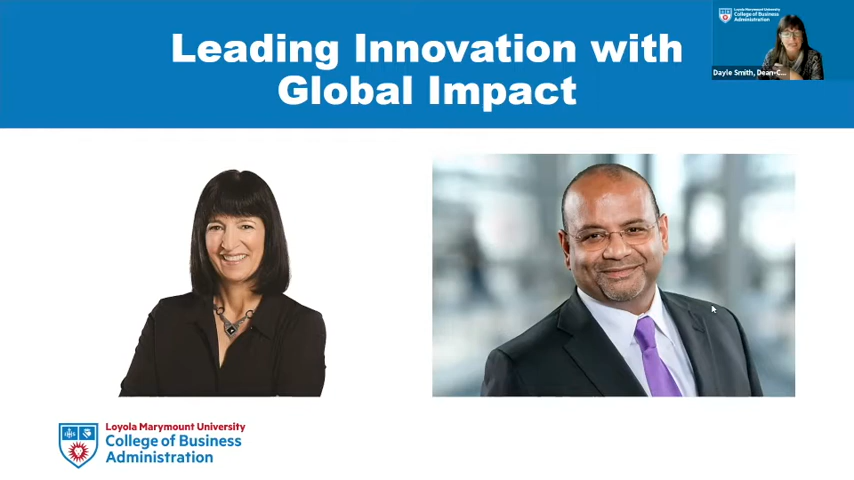 Leading Innovation with
Global Impact
Loyola Marymount University
College of Business
Administration
Dayle Smith, Dean-C...
Loyola Marymount University
College of Business
Administration